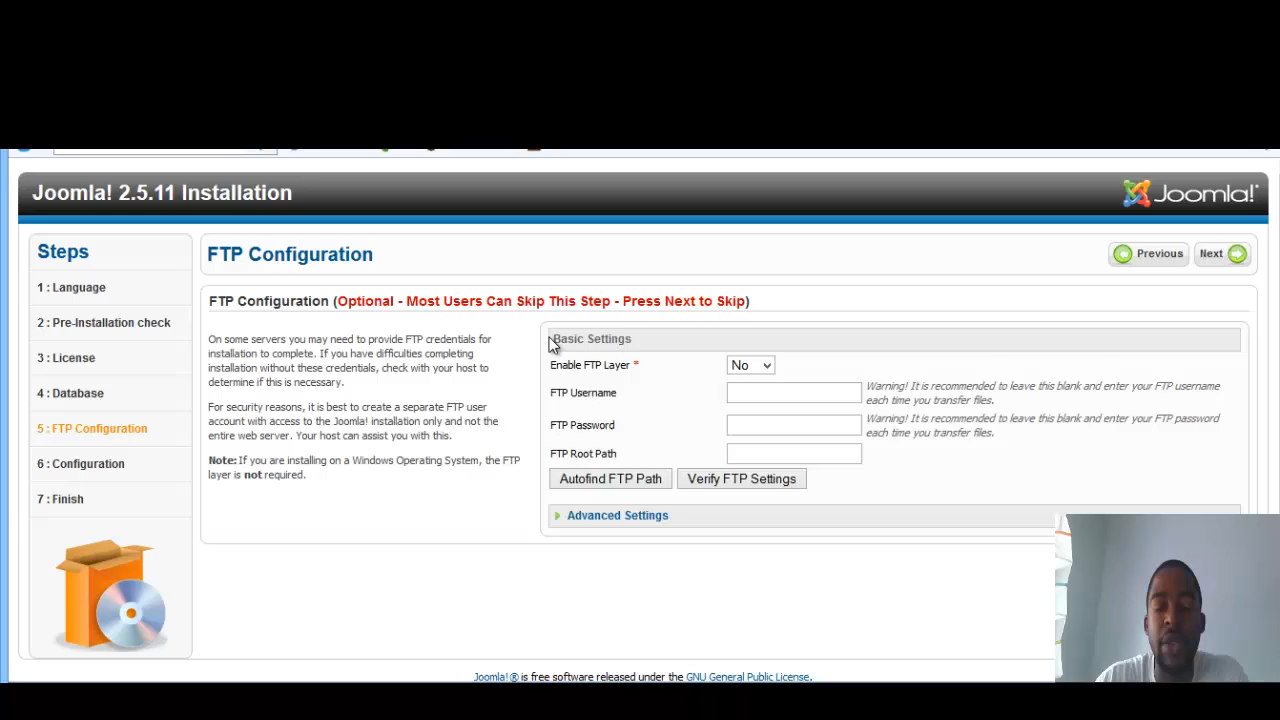 Joomla! 2.5.11 Installation
Joomla!®
Steps
1 : Language
2 : Pre-Installation check
3 : License
4 : Database
5 : FTP Configuration
6 : Configuration
7 : Finish
FTP Configuration
Previous
Next
FTP Configuration (Optional - Most Users Can Skip This Step - Press Next to Skip)
On some servers you may need to provide FTP credentials for
installation to complete. If you have difficulties completing
installation without these credentials, check with your host to
determine if this is necessary.
For security reasons, it is best to create a separate FTP user
account with access to the Joomla! installation only and not the
entire web server. Your host can assist you with this.
Note: If you are installing on a Windows Operating System, the FTP
layer is not required.
Basic Settings
Enable FTP Layer *
No
FTP Username
Warning! It is recommended to leave this blank and enter your FTP username
each time you transfer files.
FTP Password
Warning! It is recommended to leave this blank and enter your FTP password
each time you transfer files.
FTP Root Path
Autofind FTP Path
Verify FTP Settings
Advanced Settings
Joomla! ® is free software released under the GNU General Public License.